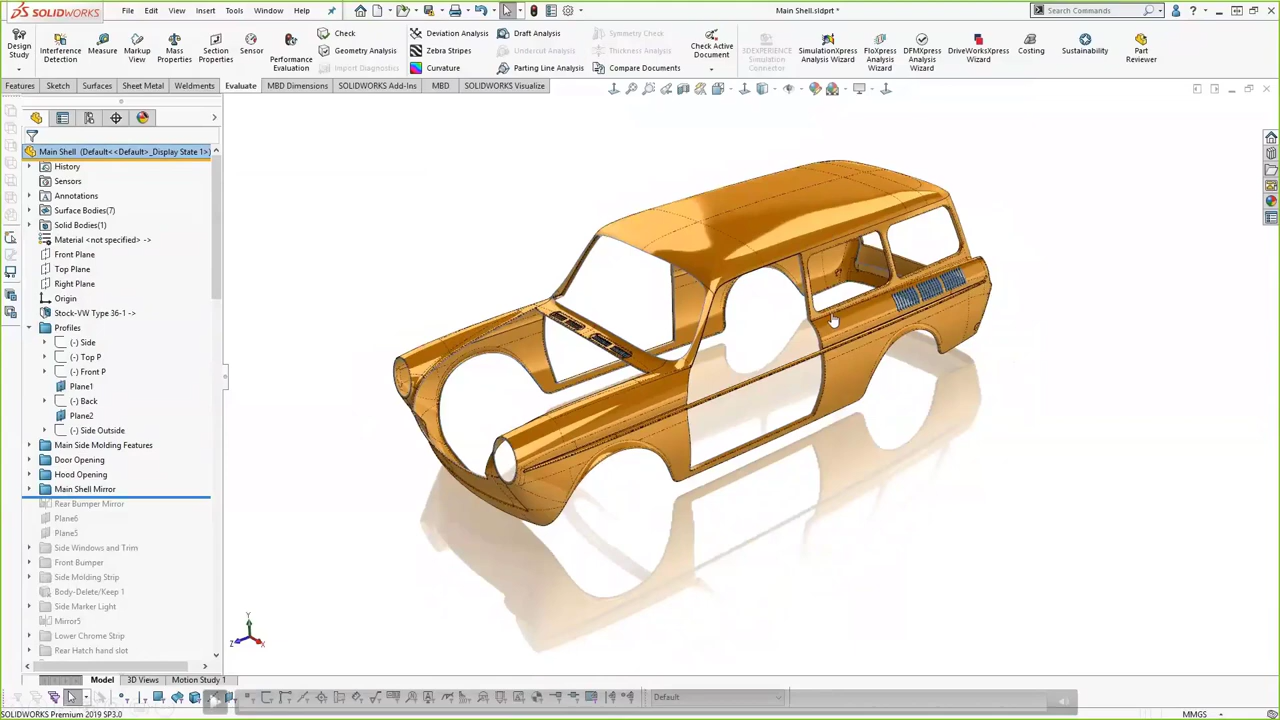 SOLIDWORKS File Edit View Insert Tools Window Main Shell.sldprt * Search Commands
Design Study
Interference Detection
Measure
Markup View
Mass Properties
Section Properties
Sensor
Performance Evaluation
Check
Geometry Analysis
Import Diagnostics
Deviation Analysis
Zebra Stripes
Curvature
Draft Analysis
Undercut Analysis
Parting Line Analysis
Symmetry Check
Thickness Analysis
Compare Documents
Check Active Document
3DEXPERIENCE Simulation Connector
SimulationXpress Analysis Wizard
FloXpress Analysis Wizard
DFMXpress Analysis Wizard
DriveWorksXpress Wizard
Costing
Sustainability
Part Reviewer
Features Sketch Surfaces Sheet Metal Weldments Evaluate MBD Dimensions SOLIDWORKS Add-Ins MBD SOLIDWORKS Visualize
Main Shell (Default<<Default>_Display State 1>)
History
Sensors
Annotations
Surface Bodies(7)
Solid Bodies(1)
Material <not specified> ->
Front Plane
Top Plane
Right Plane
Origin
Stock-VW Type 36-1 ->
Profiles
(-) Side
(-) Top P
(-) Front P
Plane1
(-) Back
Plane2
(-) Side Outside
Main Side Molding Features
Door Opening
Hood Opening
Main Shell Mirror
Rear Bumper Mirror
Plane6
Plane5
Side Windows and Trim
Front Bumper
Side Molding Strip
Body-Delete/Keep 1
Side Marker Light
Mirror5
Lower Chrome Strip
Rear Hatch hand slot
Y
Z
X
Model 3D Views Motion Study 1
Default
SOLIDWORKS Premium 2019 SP3.0 MMGS